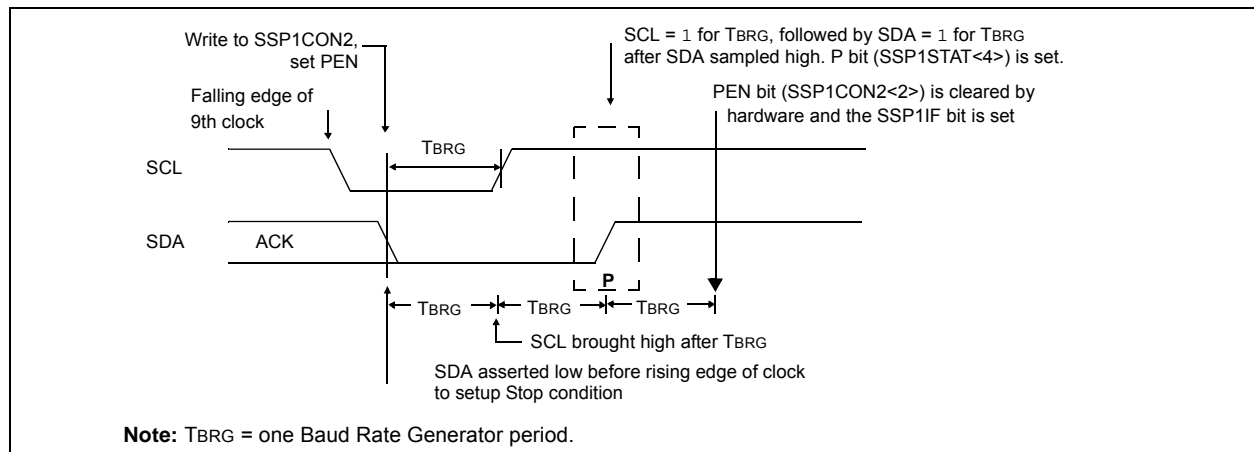 Write to SSP1CON2,
set PEN
SCL = 1 for TBRG, followed by SDA = 1 for TBRG
after SDA sampled high. P bit (SSP1STAT<4>) is set.
Falling edge of
9th clock
PEN bit (SSP1CON2<2>) is cleared by
hardware and the SSP1IF bit is set
TBRG
SCL
SDA
ACK
P
TBRG
TBRG
TBRG
SCL brought high after TBRG
SDA asserted low before rising edge of clock
to setup Stop condition
Note: TBRG = one Baud Rate Generator period.